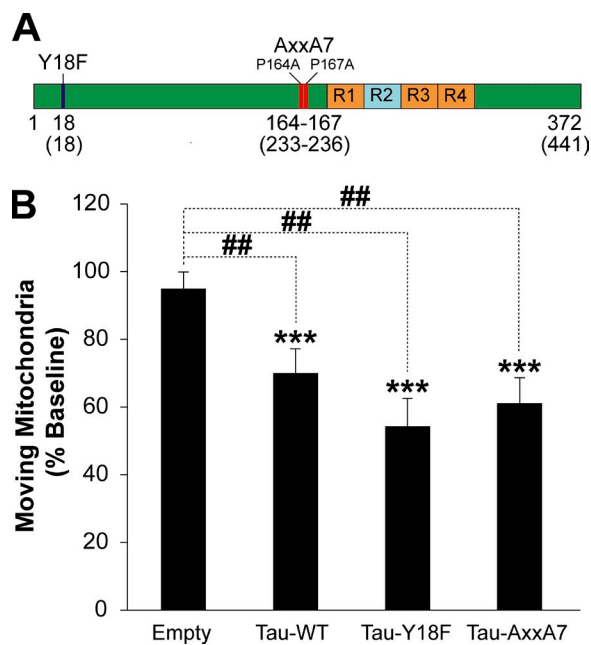 A
AxxA7
Y18F
P164A P167A
R1 R2 R3 R4
1 18 164-167 372
(18) (233-236) (441)
B
Moving Mitochondria
(% Baseline)
120
100
80
60
40
20
0
##
##
##
***
***
***
Empty Tau-WT Tau-Y18F Tau-AxxA7